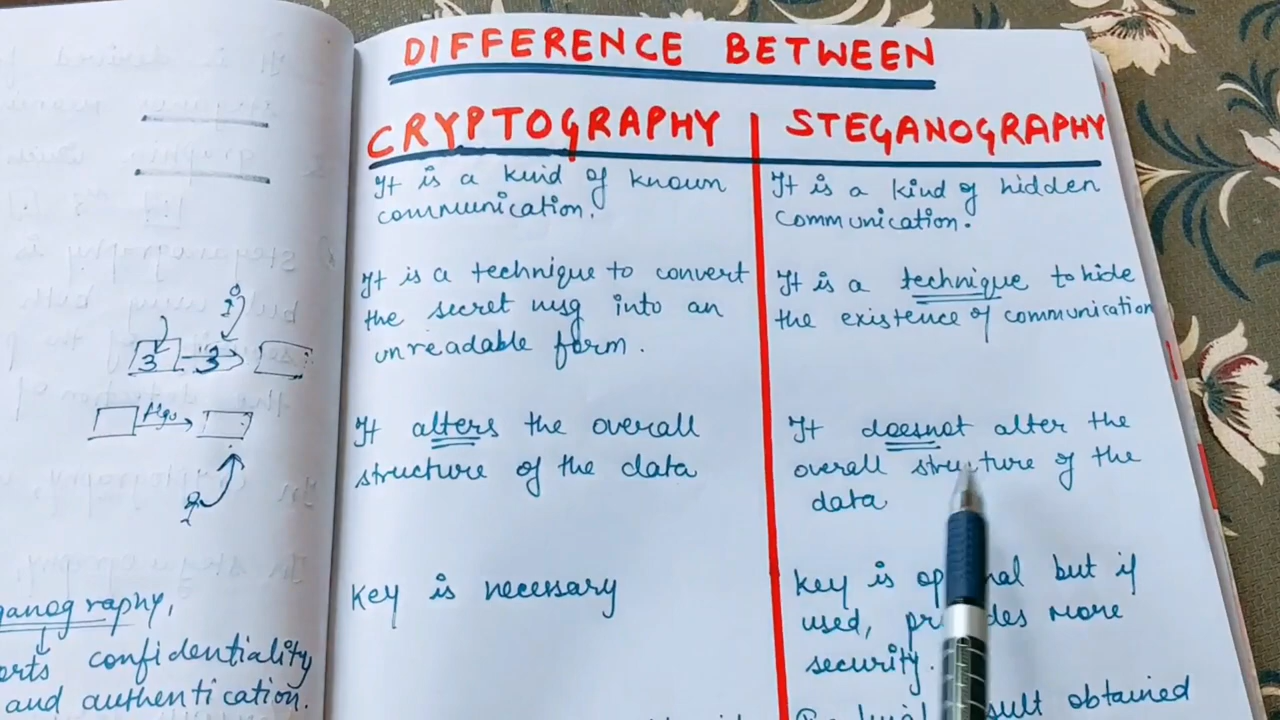 DIFFERENCE BETWEEN
CRYPTOGRAPHY
It is a kind of known
communication.
It is a technique to convert
the secret msg into an
unreadable form.
It alters the overall
structure of the data
Key is necessary
STEGANOGRAPHY
It is a kind of hidden
communication.
It is a technique to hide
the existence of communication
It doesnot alter the
overall structure of the
data
Key is but if
used, more
security.
obtained
3 3
Algo
confidentiality
and authentication.